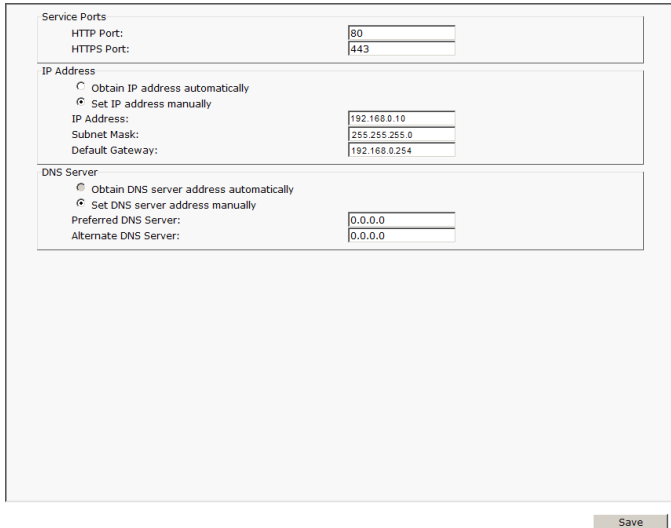 Service Ports
HTTP Port: 80
HTTPS Port: 443
IP Address
Obtain IP address automatically
Set IP address manually
IP Address: 192.168.0.10
Subnet Mask: 255.255.255.0
Default Gateway: 192.168.0.254
DNS Server
Obtain DNS server address automatically
Set DNS server address manually
Preferred DNS Server: 0.0.0.0
Alternate DNS Server: 0.0.0.0
Save